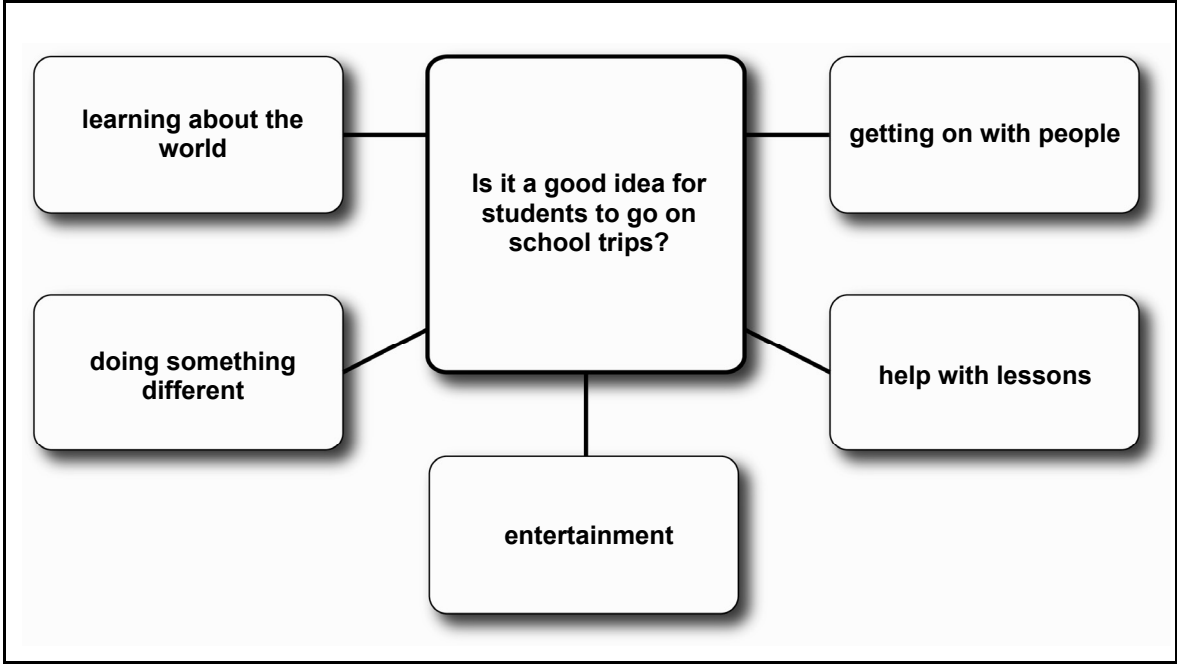 learning about the
world
Is it a good idea for
students to go on
school trips?
getting on with people
doing something
different
help with lessons
entertainment